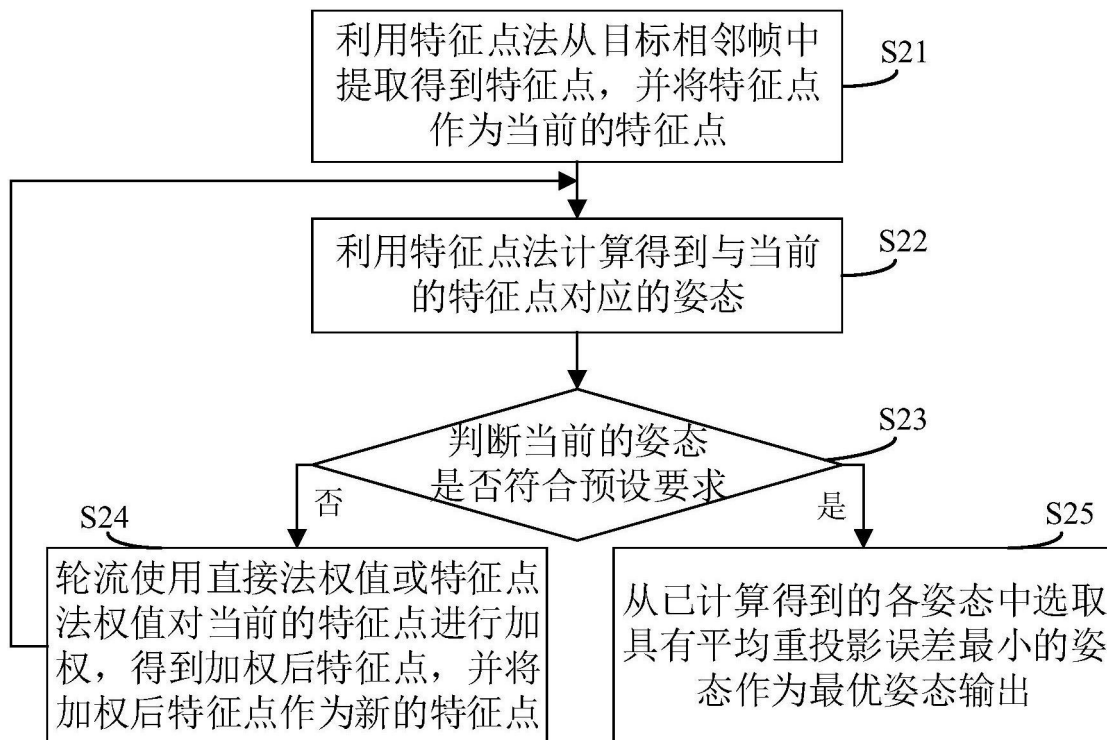 利用特征点法从目标相邻帧中
提取得到特征点，并将特征点
作为当前的特征点
S21
利用特征点法计算得到与当前
的特征点对应的姿态
S22
判断当前的姿态
是否符合预设要求
S23
否
是
S24
轮流使用直接法权值或特征点
法权值对当前的特征点进行加
权，得到加权后特征点，并将
加权后特征点作为新的特征点
S25
从已计算得到的各姿态中选取
具有平均重投影误差最小的姿
态作为最优姿态输出